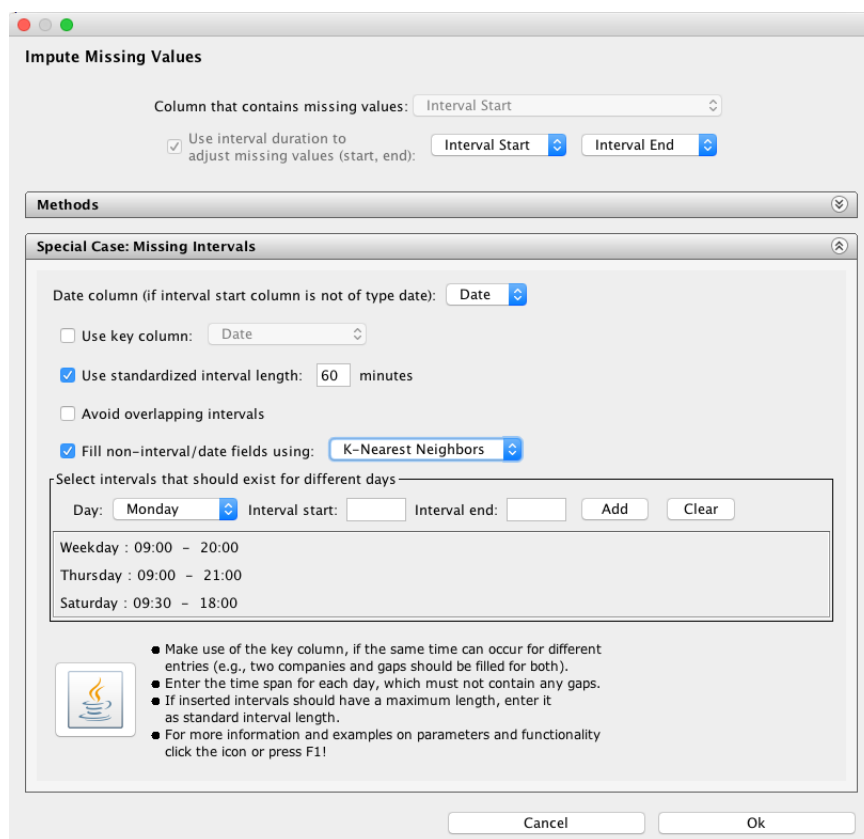 Impute Missing Values
Column that contains missing values: Interval Start
Use interval duration to
adjust missing values (start, end): Interval Start Interval End
Methods
Special Case: Missing Intervals
Date column (if interval start column is not of type date): Date
Use key column: Date
Use standardized interval length: 60 minutes
Avoid overlapping intervals
Fill non-interval/date fields using: K-Nearest Neighbors
Select intervals that should exist for different days
Day: Monday Interval start: Interval end: Add Clear
Weekday : 09:00 - 20:00
Thursday : 09:00 - 21:00
Saturday : 09:30 - 18:00
● Make use of the key column, if the same time can occur for different
entries (e.g., two companies and gaps should be filled for both).
● Enter the time span for each day, which must not contain any gaps.
● If inserted intervals should have a maximum length, enter it
as standard interval length.
● For more information and examples on parameters and functionality
click the icon or press F1!
Cancel Ok